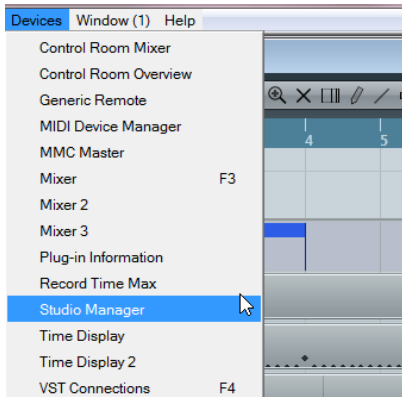 Devices Window (1) Help
Control Room Mixer
Control Room Overview
Generic Remote
MIDI Device Manager
MMC Master
Mixer F3
Mixer 2
Mixer 3
Plug-in Information
Record Time Max
Studio Manager
Time Display
Time Display 2
VST Connections F4
4 5